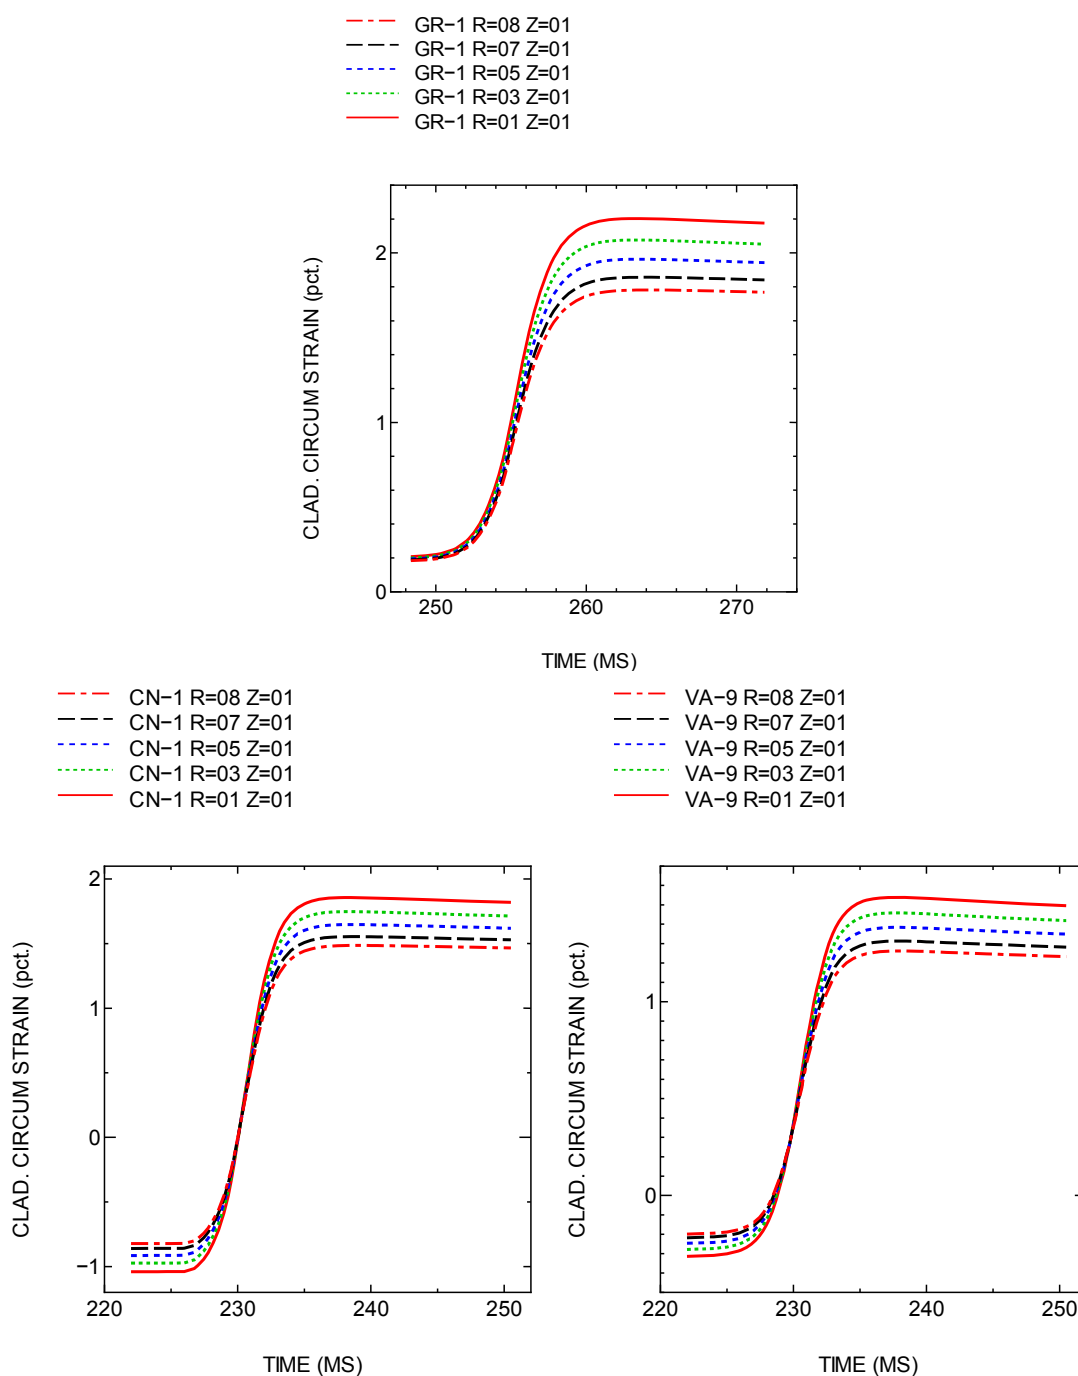 GR−1 R=08 Z=01
GR−1 R=07 Z=01
GR−1 R=05 Z=01
GR−1 R=03 Z=01
GR−1 R=01 Z=01
CLAD. CIRCUM STRAIN (pct.)
2
1
0
250
260
270
TIME (MS)
CN−1 R=08 Z=01
CN−1 R=07 Z=01
CN−1 R=05 Z=01
CN−1 R=03 Z=01
CN−1 R=01 Z=01
CLAD. CIRCUM STRAIN (pct.)
2
1
0
−1
220
230
240
250
TIME (MS)
VA−9 R=08 Z=01
VA−9 R=07 Z=01
VA−9 R=05 Z=01
VA−9 R=03 Z=01
VA−9 R=01 Z=01
CLAD. CIRCUM STRAIN (pct.)
1
0
220
230
240
250
TIME (MS)